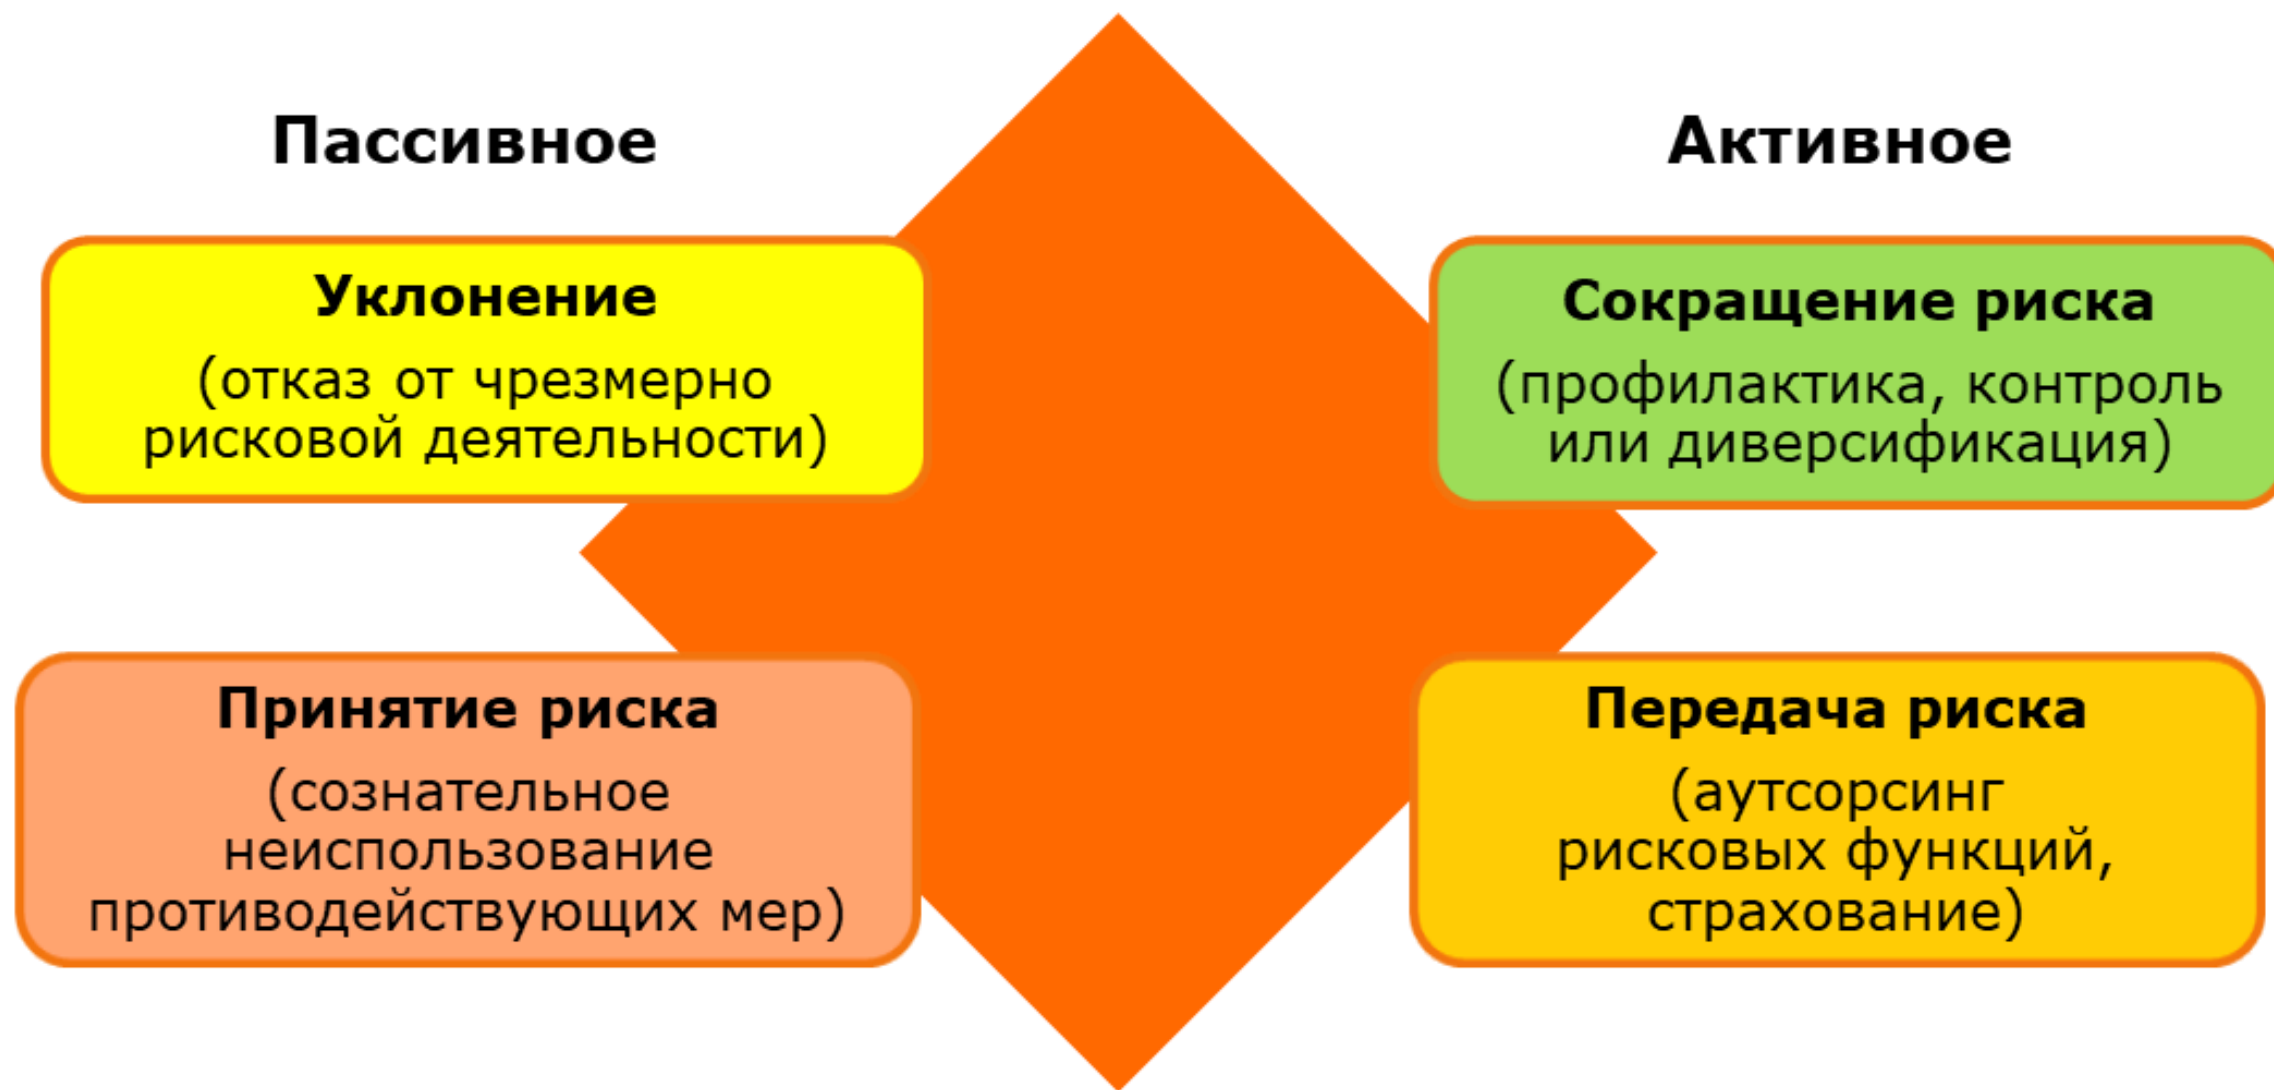 Пассивное
Активное
Уклонение
(отказ от чрезмерно
рисковой деятельности)
Сокращение риска
(профилактика, контроль
или диверсификация)
Принятие риска
(сознательное
неиспользование
противодействующих мер)
Передача риска
(аутсорсинг
рисковых функций,
страхование)